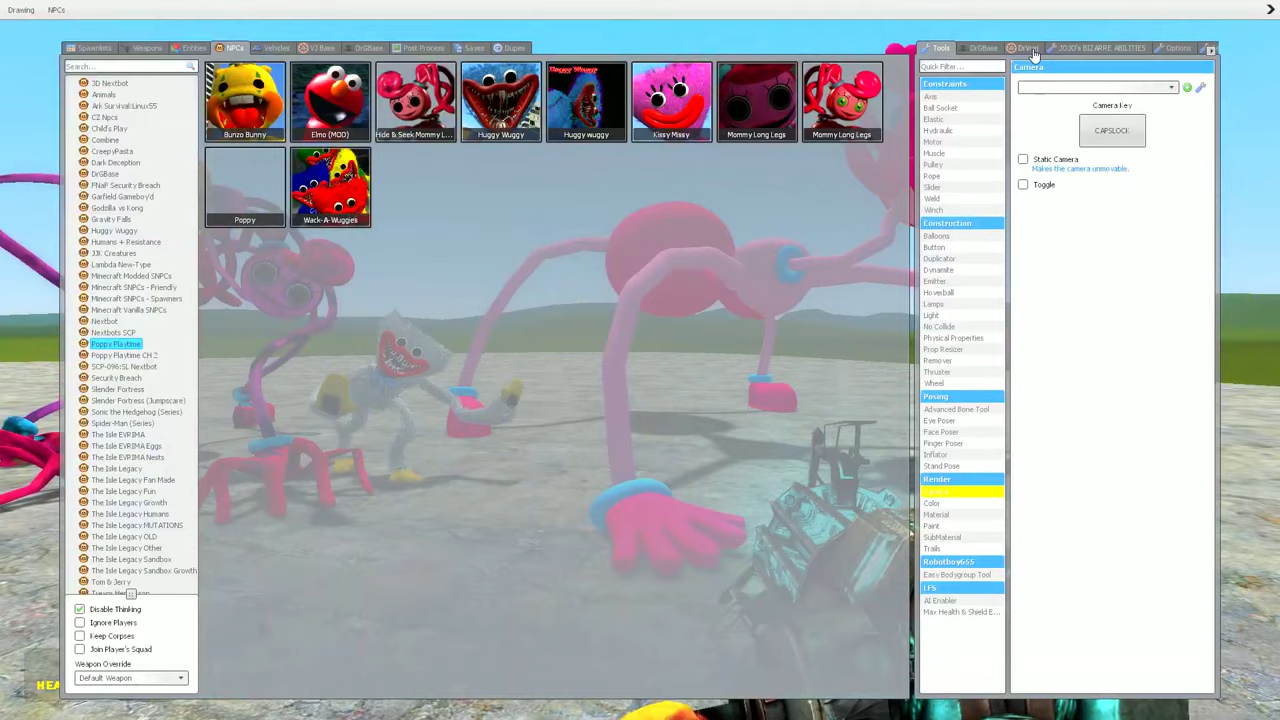 Drawing NPCs
Spawnlists Weapons Entities NPCs Vehicles VJ Base DrGBase Post Process Saves Dupes
Search...
3D Nextbot
Animals
Ark Survival:Linux55
CZ Npcs
Child's Play
Combine
CreepyPasta
Dark Deception
DrGBase
FNaF Security Breach
Garfield Gameboy'd
Godzilla vs Kong
Gravity Falls
Huggy Wuggy
Humans + Resistance
JJK Creatures
Lambda New-Type
Minecraft Modded SNPCs
Minecraft SNPCs - Friendly
Minecraft SNPCs - Spawners
Minecraft Vanilla SNPCs
Nextbot
Nextbots SCP
Poppy Playtime
Poppy Playtime CH 2
SCP-096:SL Nextbot
Security Breach
Slender Fortress
Slender Fortress (Jumpscare)
Sonic the Hedgehog (Series)
Spider-Man (Series)
The Isle EVRIMA
The Isle EVRIMA Eggs
The Isle EVRIMA Nests
The Isle Legacy
The Isle Legacy Fan Made
The Isle Legacy Fun
The Isle Legacy Growth
The Isle Legacy Humans
The Isle Legacy MUTATIONS
The Isle Legacy OLD
The Isle Legacy Other
The Isle Legacy Sandbox
The Isle Legacy Sandbox Growth
Tom & Jerry
Disable Thinking
Ignore Players
Keep Corpses
Join Player's Squad
Weapon Override
Default Weapon
Bunzo Bunny... Elmo (MOD) Hide & Seek Mommy L... Huggy Wuggy Huggy wuggy Kissy Missy Mommy Long Legs Mommy Long Legs
Poppy Wack-A-Wuggies
Tools DrGBase JOJO's BIZARRE ABILITIES Options
Quick Filter...
Constraints
Axis
Ball Socket
Elastic
Hydraulic
Motor
Muscle
Pulley
Rope
Slider
Weld
Winch
Construction
Balloons
Button
Duplicator
Dynamite
Emitter
Hoverball
Lamps
Light
No Collide
Physical Properties
Prop Resizer
Remover
Thruster
Wheel
Posing
Advanced Bone Tool
Eye Poser
Face Poser
Finger Poser
Inflator
Stand Pose
Render
Camera
Color
Material
Paint
SubMaterial
Trails
Robotboy655
Easy Bodygroup Tool
LFS
AI Enabler
Max Health & Shield E...
Camera
Camera Key
CAPSLOCK
Static Camera
Makes the camera unmovable.
Toggle